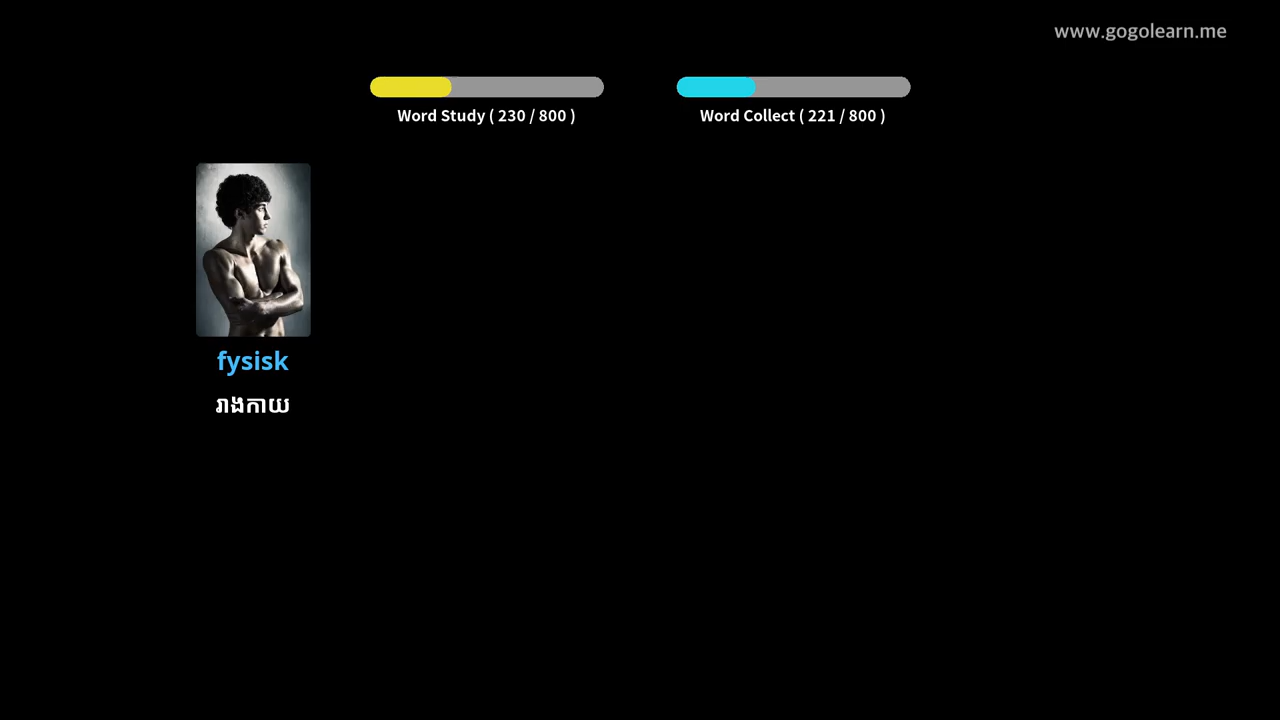 www.gogolearn.me
Word Study ( 230 / 800 )
Word Collect ( 221 / 800 )
fysisk
រាងកាយ